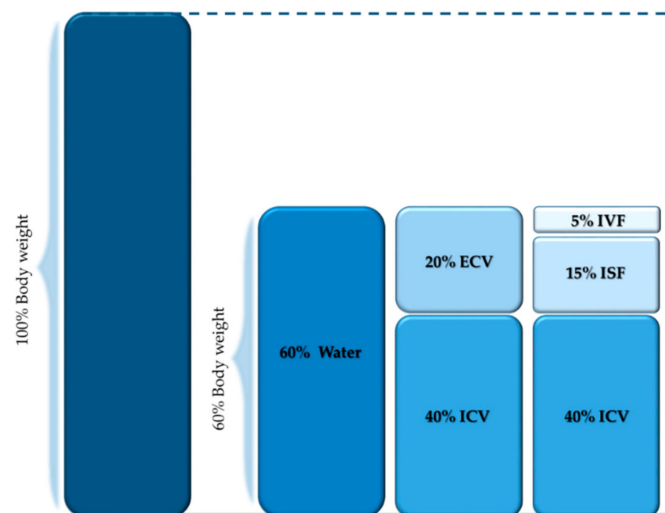 100% Body weight
60% Body weight
60% Water
20% ECV
40% ICV
5% IVF
15% ISF
40% ICV